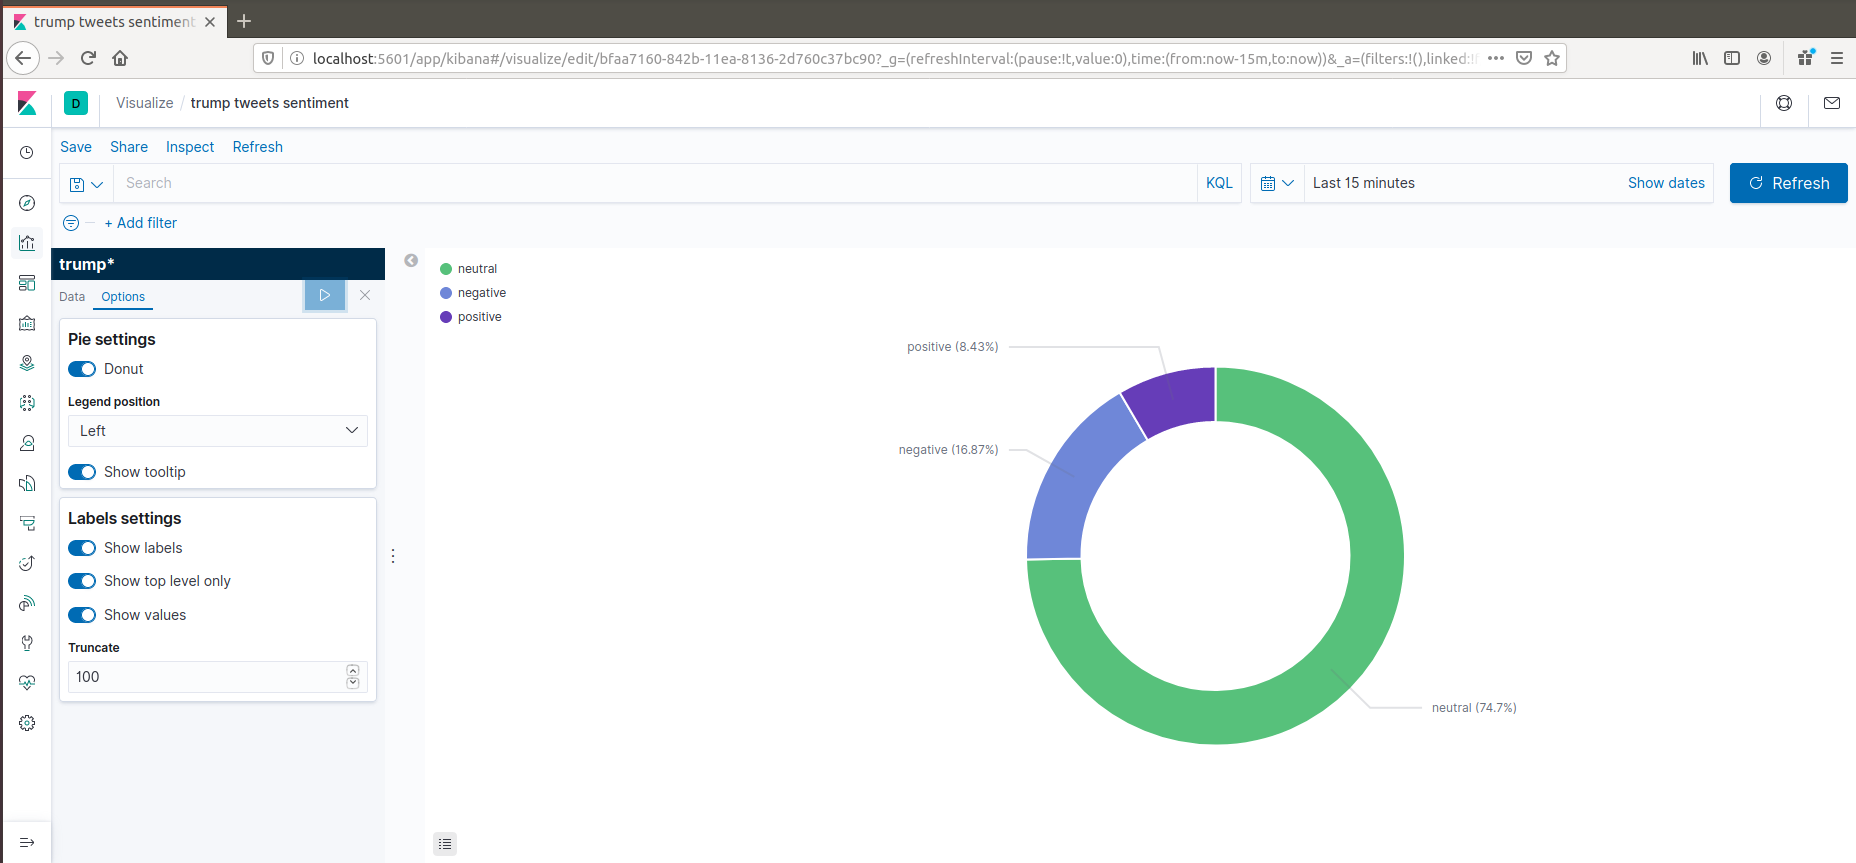 trump tweets sentiment
localhost:5601/app/kibana#/visualize/edit/bfaa7160-842b-11ea-8136-2d760c37bc90?_g=(refreshInterval:(pause:!t,value:0),time:(from:now-15m,to:now))&_a=(filters:!(),linked:!f
D
Visualize / trump tweets sentiment
Save Share Inspect Refresh
Search KQL Last 15 minutes Show dates Refresh
+ Add filter
trump*
Data Options
Pie settings
Donut
Legend position
Left
Show tooltip
Labels settings
Show labels
Show top level only
Show values
Truncate
100
neutral
negative
positive
positive (8.43%)
negative (16.87%)
neutral (74.7%)